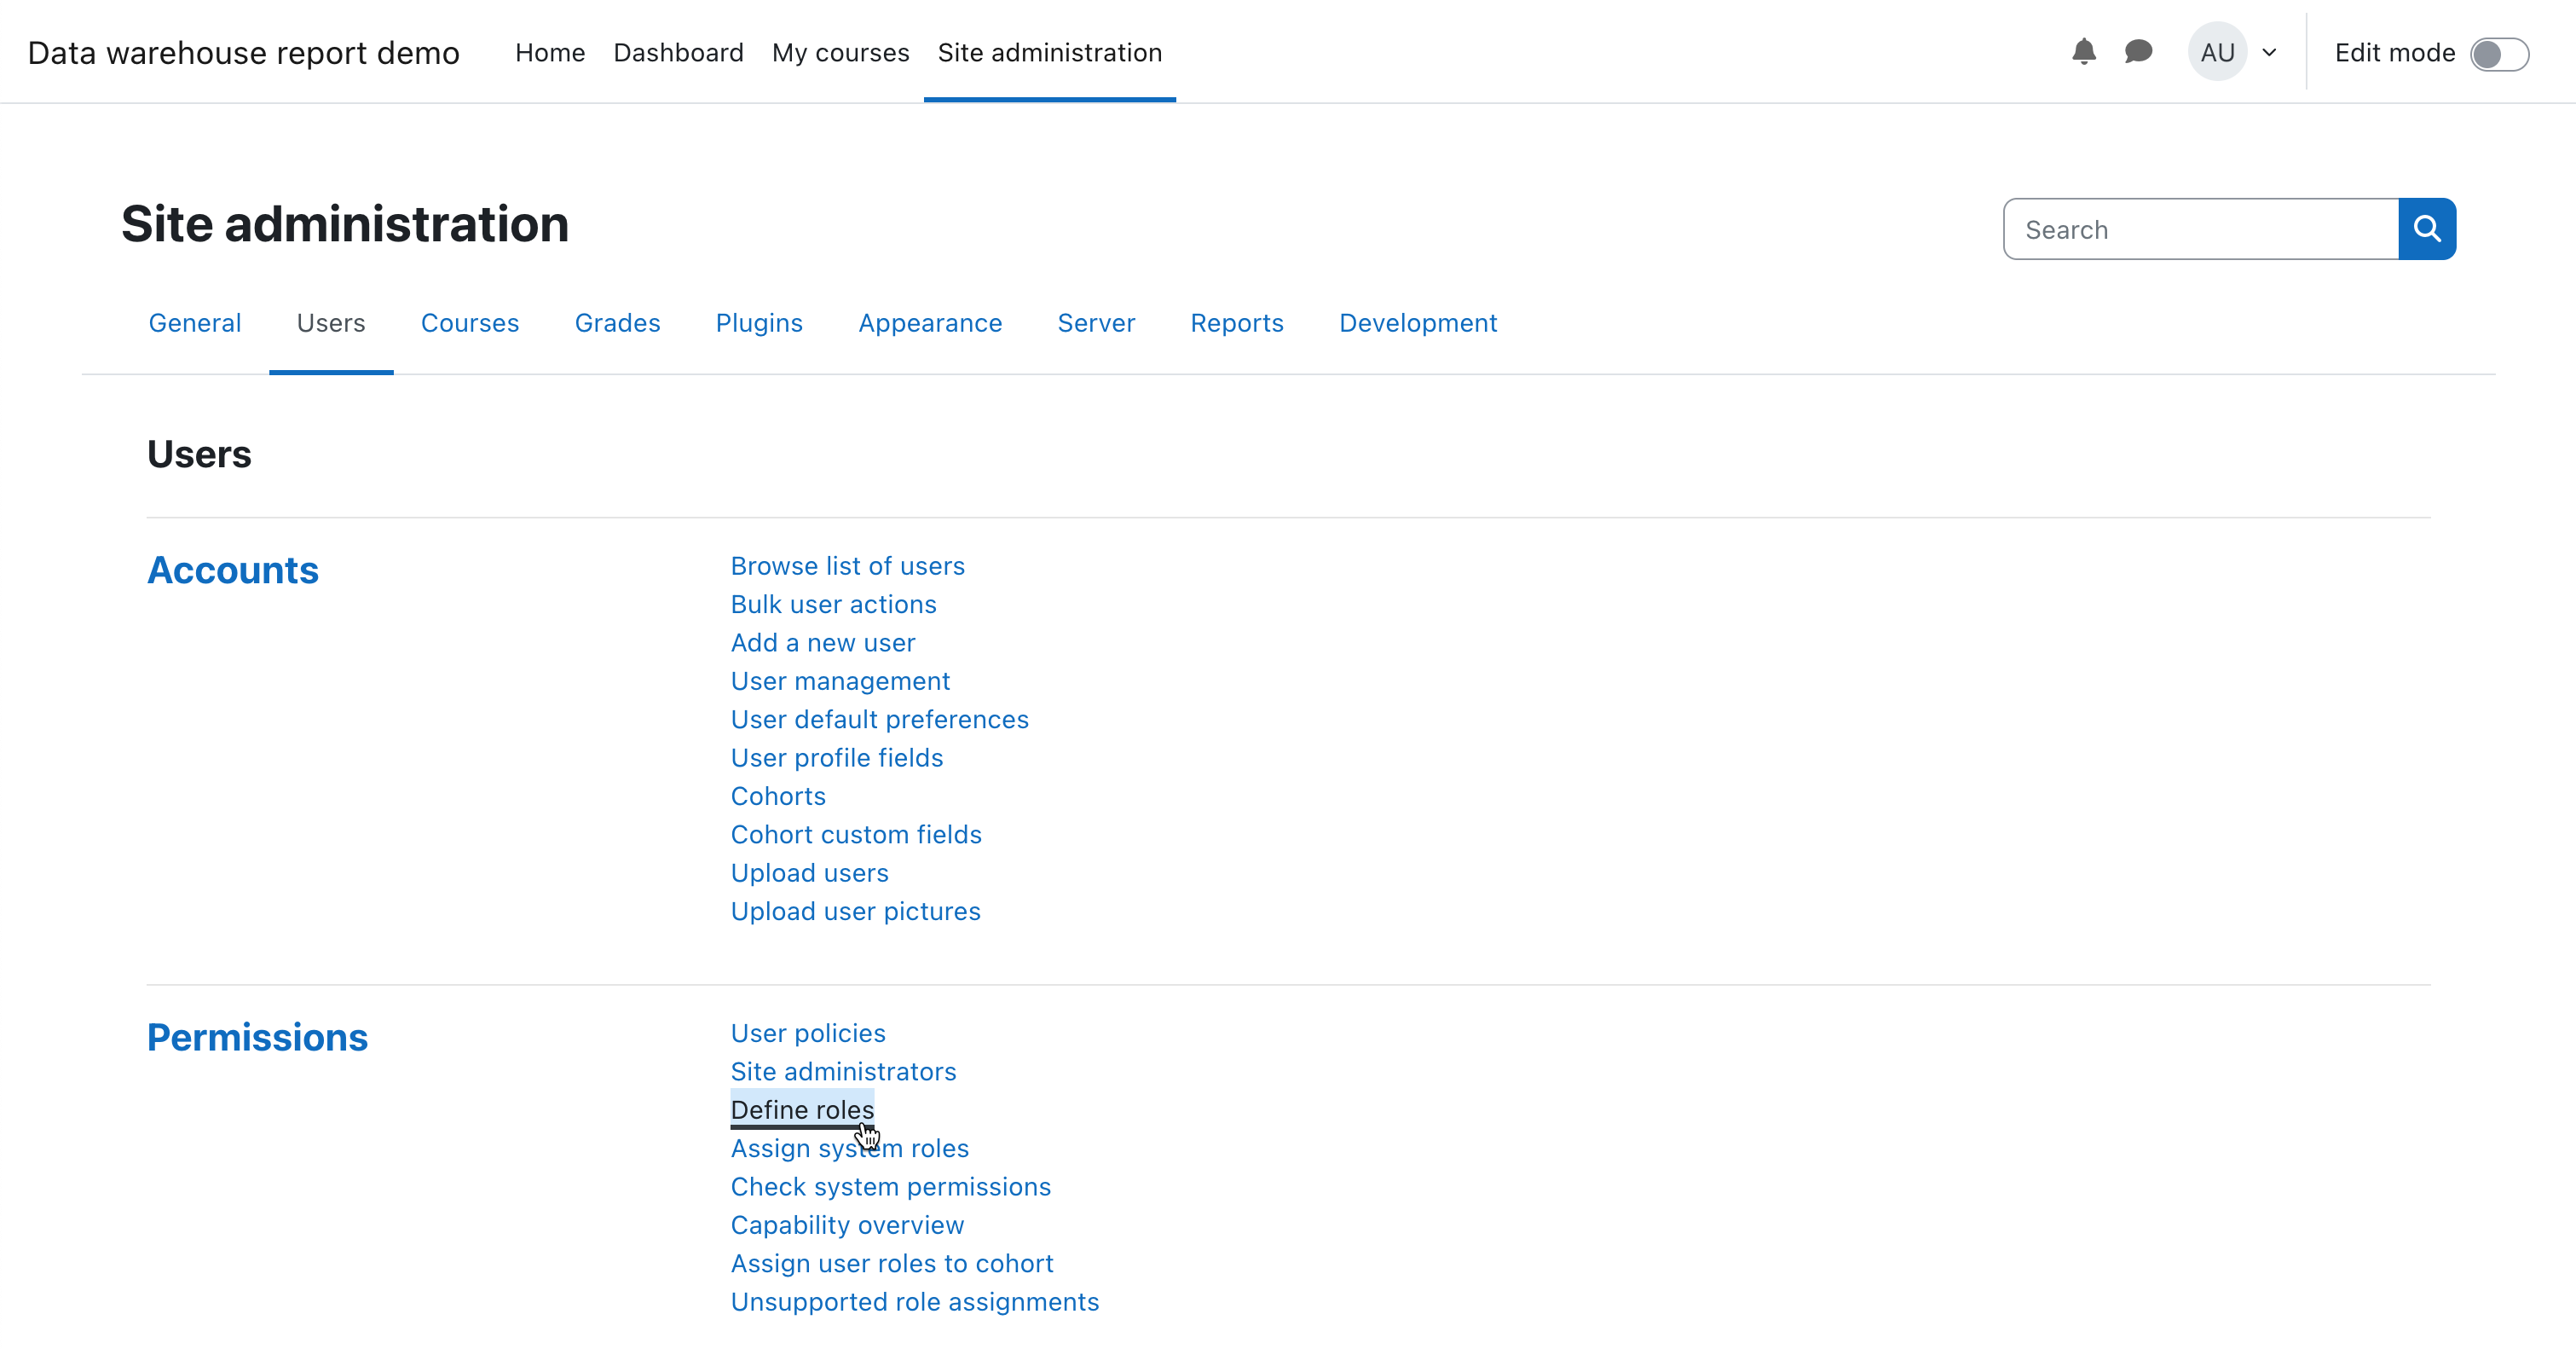 Data warehouse report demo Home Dashboard My courses Site administration AU Edit mode
Site administration
Search
General Users Courses Grades Plugins Appearance Server Reports Development
Users
Accounts
Browse list of users
Bulk user actions
Add a new user
User management
User default preferences
User profile fields
Cohorts
Cohort custom fields
Upload users
Upload user pictures
Permissions
User policies
Site administrators
Define roles
Assign system roles
Check system permissions
Capability overview
Assign user roles to cohort
Unsupported role assignments